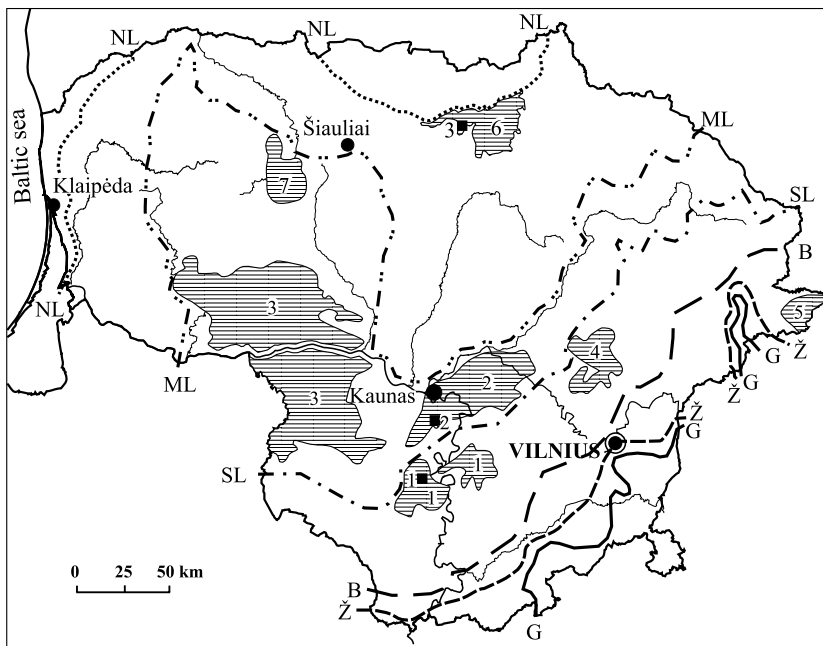 NL
NL
NL
Baltic sea
Šiauliai
3
6
ML
Klaipėda
7
SL
B
NL
3
5
G
Ž
ML
4
2
Ž
G
Kaunas
3
2
VILNIUS
Ž
G
SL
1
1
1
0 25 50 km
B
Ž
G